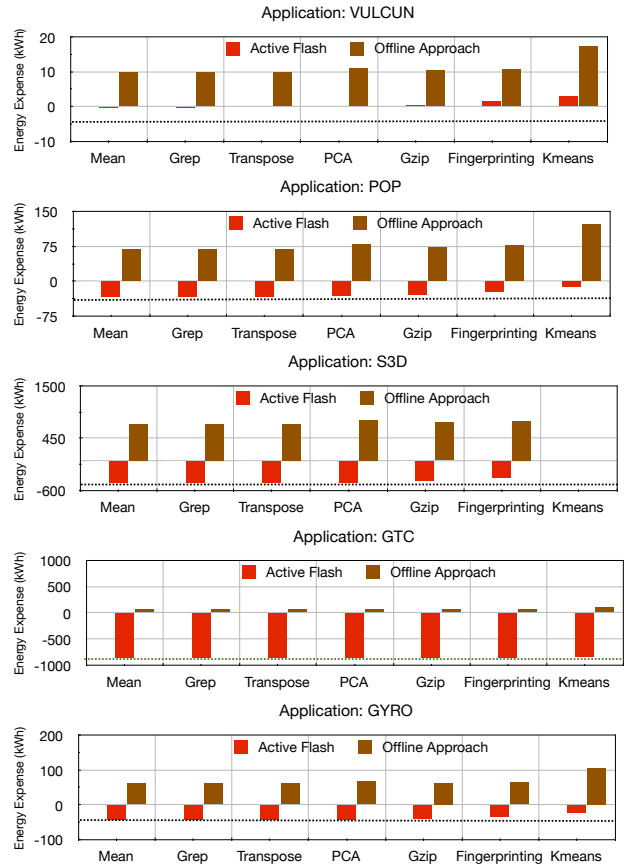 Application: VULCUN
Energy Expense (kWh)
20
10
0
-10
Active Flash
Offline Approach
Mean Grep Transpose PCA Gzip Fingerprinting Kmeans
Application: POP
Energy Expense (kWh)
150
75
0
-75
Active Flash
Offline Approach
Mean Grep Transpose PCA Gzip Fingerprinting Kmeans
Application: S3D
Energy Expense (kWh)
1500
450
-600
Active Flash
Offline Approach
Mean Grep Transpose PCA Gzip Fingerprinting Kmeans
Application: GTC
Energy Expense (kWh)
1000
500
0
-500
-1000
Active Flash
Offline Approach
Mean Grep Transpose PCA Gzip Fingerprinting Kmeans
Application: GYRO
Energy Expense (kWh)
200
100
0
-100
Active Flash
Offline Approach
Mean Grep Transpose PCA Gzip Fingerprinting Kmeans